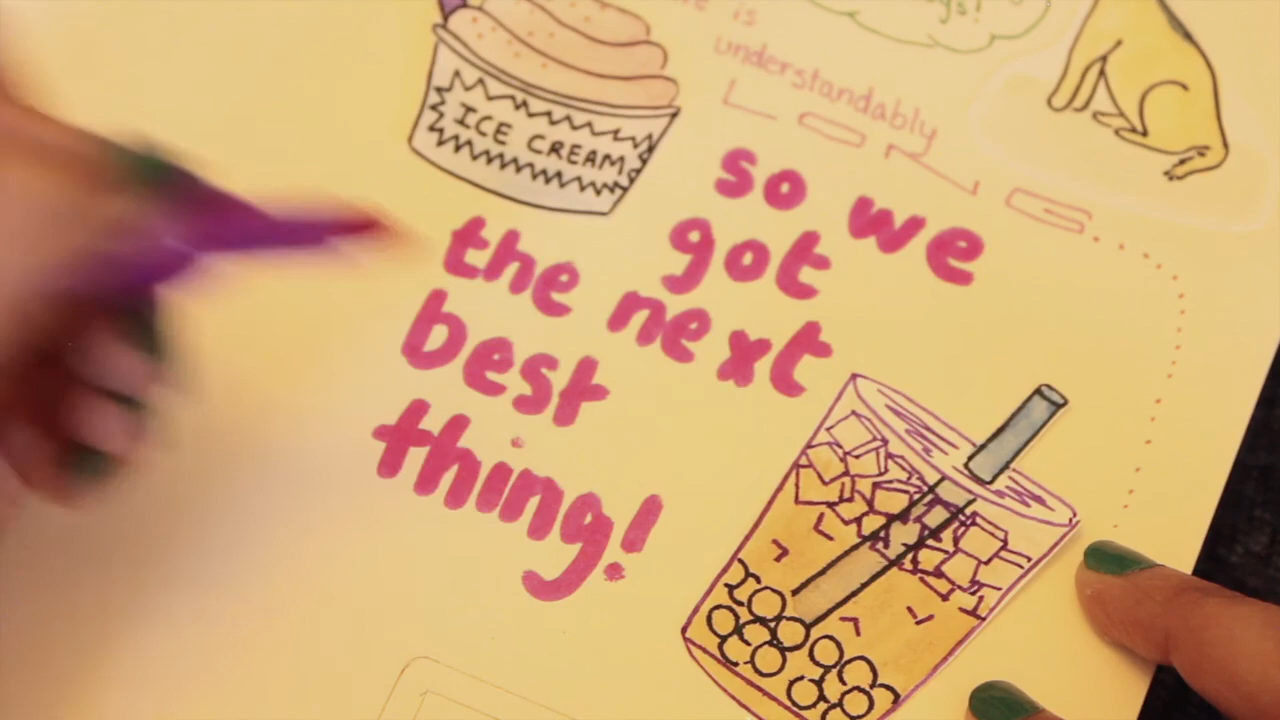 is
understandably
LONG......
ICE CREAM
so we
got
the next
best
thing!